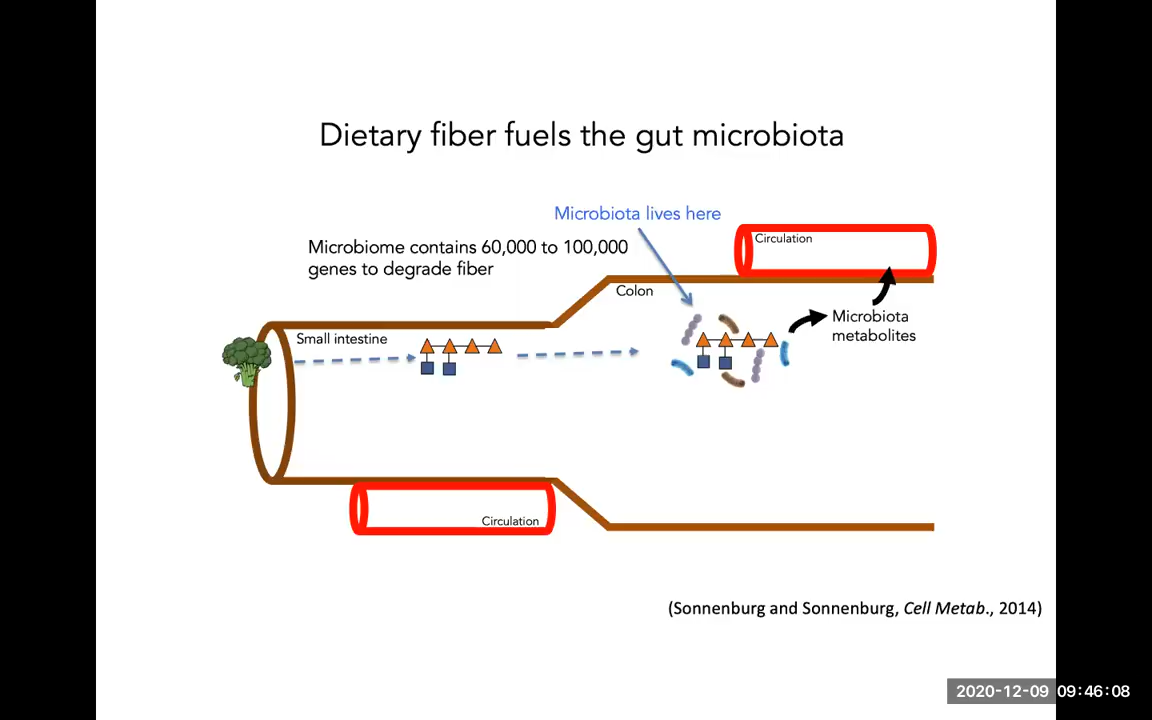 Dietary fiber fuels the gut microbiota
Microbiota lives here
Microbiome contains 60,000 to 100,000
genes to degrade fiber
Circulation
Colon
Small intestine
Microbiota
metabolites
Circulation
(Sonnenburg and Sonnenburg, Cell Metab., 2014)
2020-12-09 09:46:08